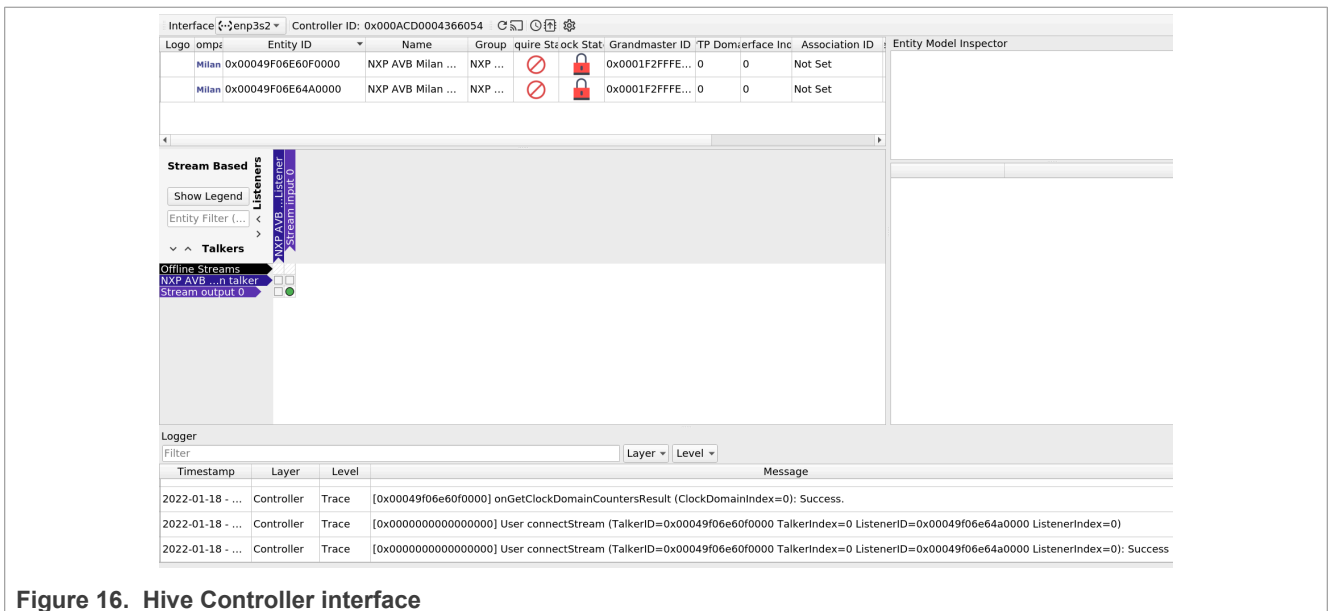 Interface enp3s2 Controller ID: 0x000ACD0004366054
Logo ompa Entity ID Name Group quire Sta ock Stat Grandmaster ID TP Doma erface Ind Association ID
Milan 0x00049F06E60F0000 NXP AVB Milan ... NXP ... 0x0001F2FFFE... 0 0 Not Set
Milan 0x00049F06E64A0000 NXP AVB Milan ... NXP ... 0x0001F2FFFE... 0 0 Not Set
Entity Model Inspector
Stream Based
Show Legend
Entity Filter (...
Listeners
Talkers
NXP AVB ...Listener
Stream input 0
Offline Streams
NXP AVB ...n talker
Stream output 0
Logger
Filter Layer Level
Timestamp Layer Level Message
2022-01-18 - ... Controller Trace [0x00049f06e60f0000] onGetClockDomainCountersResult (ClockDomainIndex=0): Success.
2022-01-18 - ... Controller Trace [0x0000000000000000] User connectStream (TalkerID=0x00049f06e60f0000 TalkerIndex=0 ListenerID=0x00049f06e64a0000 ListenerIndex=0)
2022-01-18 - ... Controller Trace [0x0000000000000000] User connectStream (TalkerID=0x00049f06e60f0000 TalkerIndex=0 ListenerID=0x00049f06e64a0000 ListenerIndex=0): Success
Figure 16. Hive Controller interface